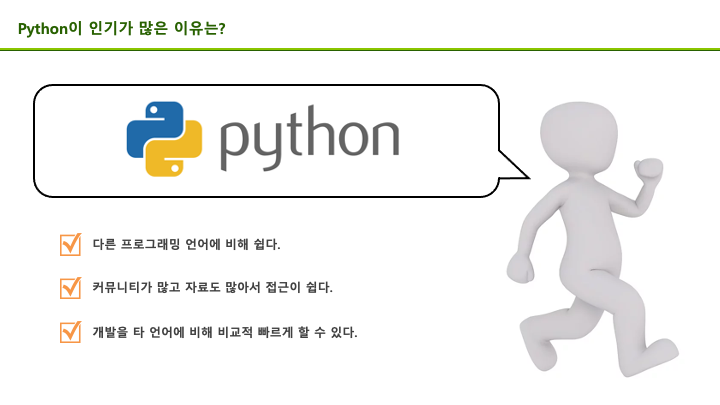 Python이 인기가 많은 이유는?
python
다른 프로그래밍 언어에 비해 쉽다.
커뮤니티가 많고 자료도 많아서 접근이 쉽다.
개발을 타 언어에 비해 비교적 빠르게 할 수 있다.